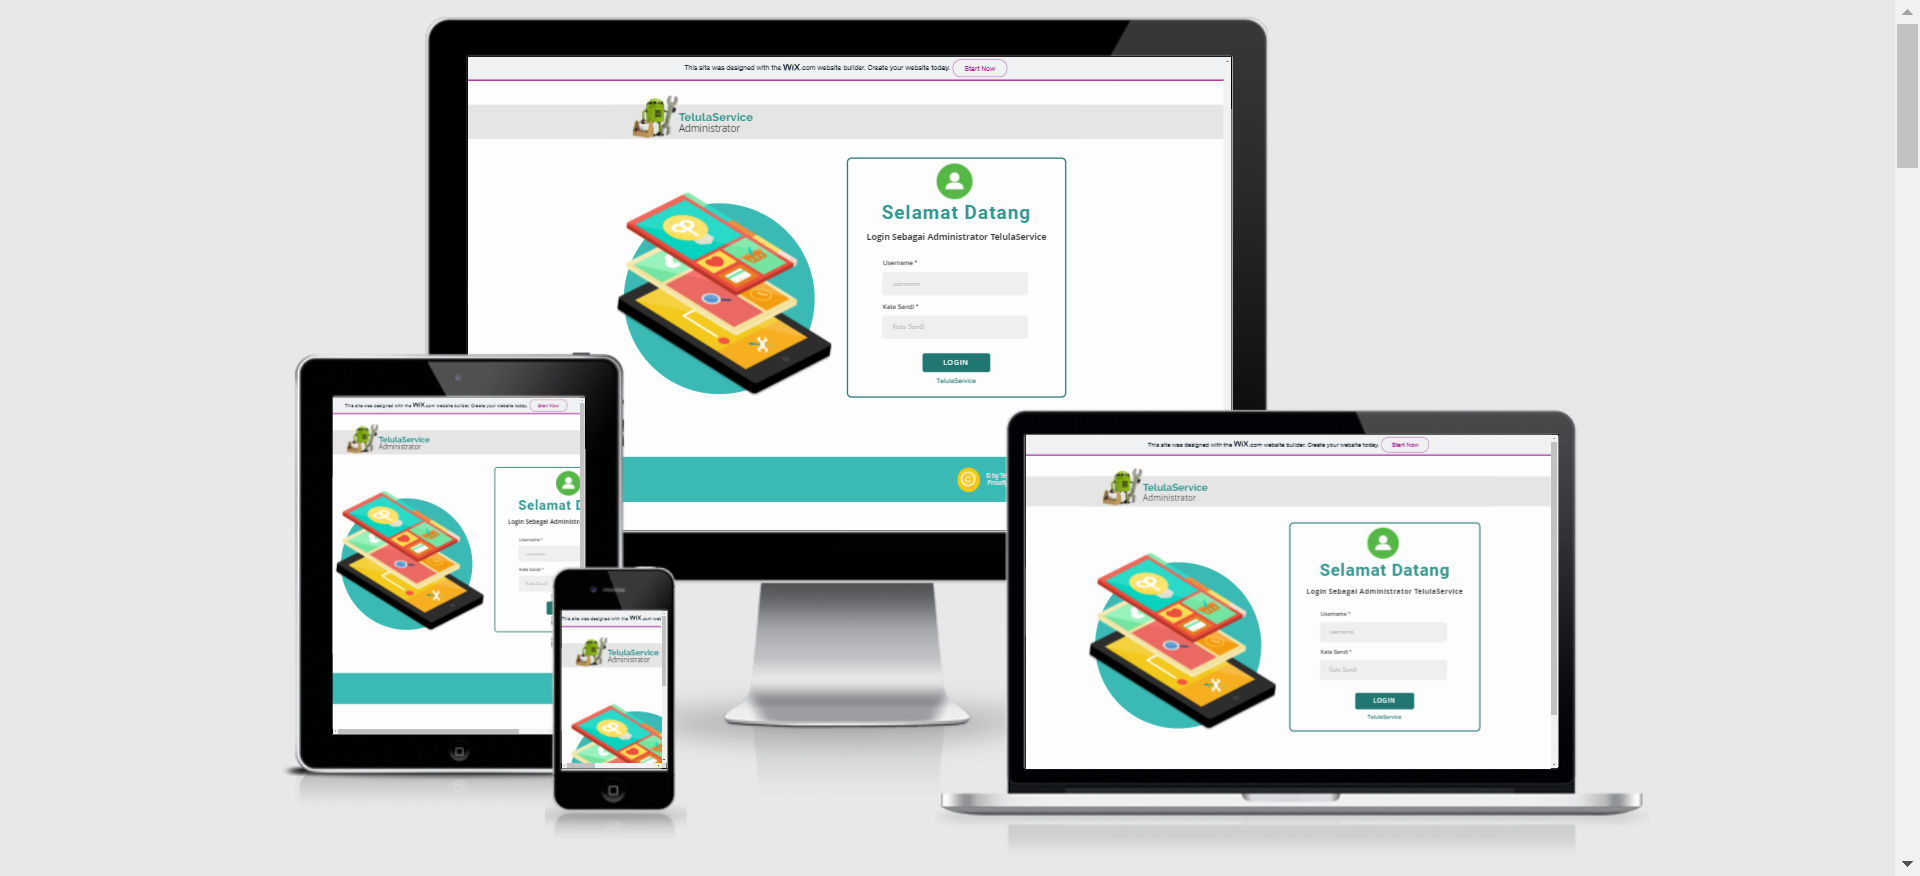 This site was designed with the WiX.com website builder. Create your website today. Start Now
TelulaService
Administrator
Selamat Datang
Login Sebagai Administrator TelulaService
Username *
username
Kata Sandi *
Kata Sandi
LOGIN
TelulaService
© by Te
Proudly
This site was designed with the WiX.com website builder. Create your website today. Start Now
TelulaService
Administrator
Selamat D
Login Sebagai Administr
Username *
username
Kata Sandi *
Kata Sandi
This site was designed with the WiX.com web
TelulaService
Administrator
This site was designed with the WiX.com website builder. Create your website today. Start Now
TelulaService
Administrator
Selamat Datang
Login Sebagai Administrator TelulaService
Username *
username
Kata Sandi *
Kata Sandi
LOGIN
TelulaService